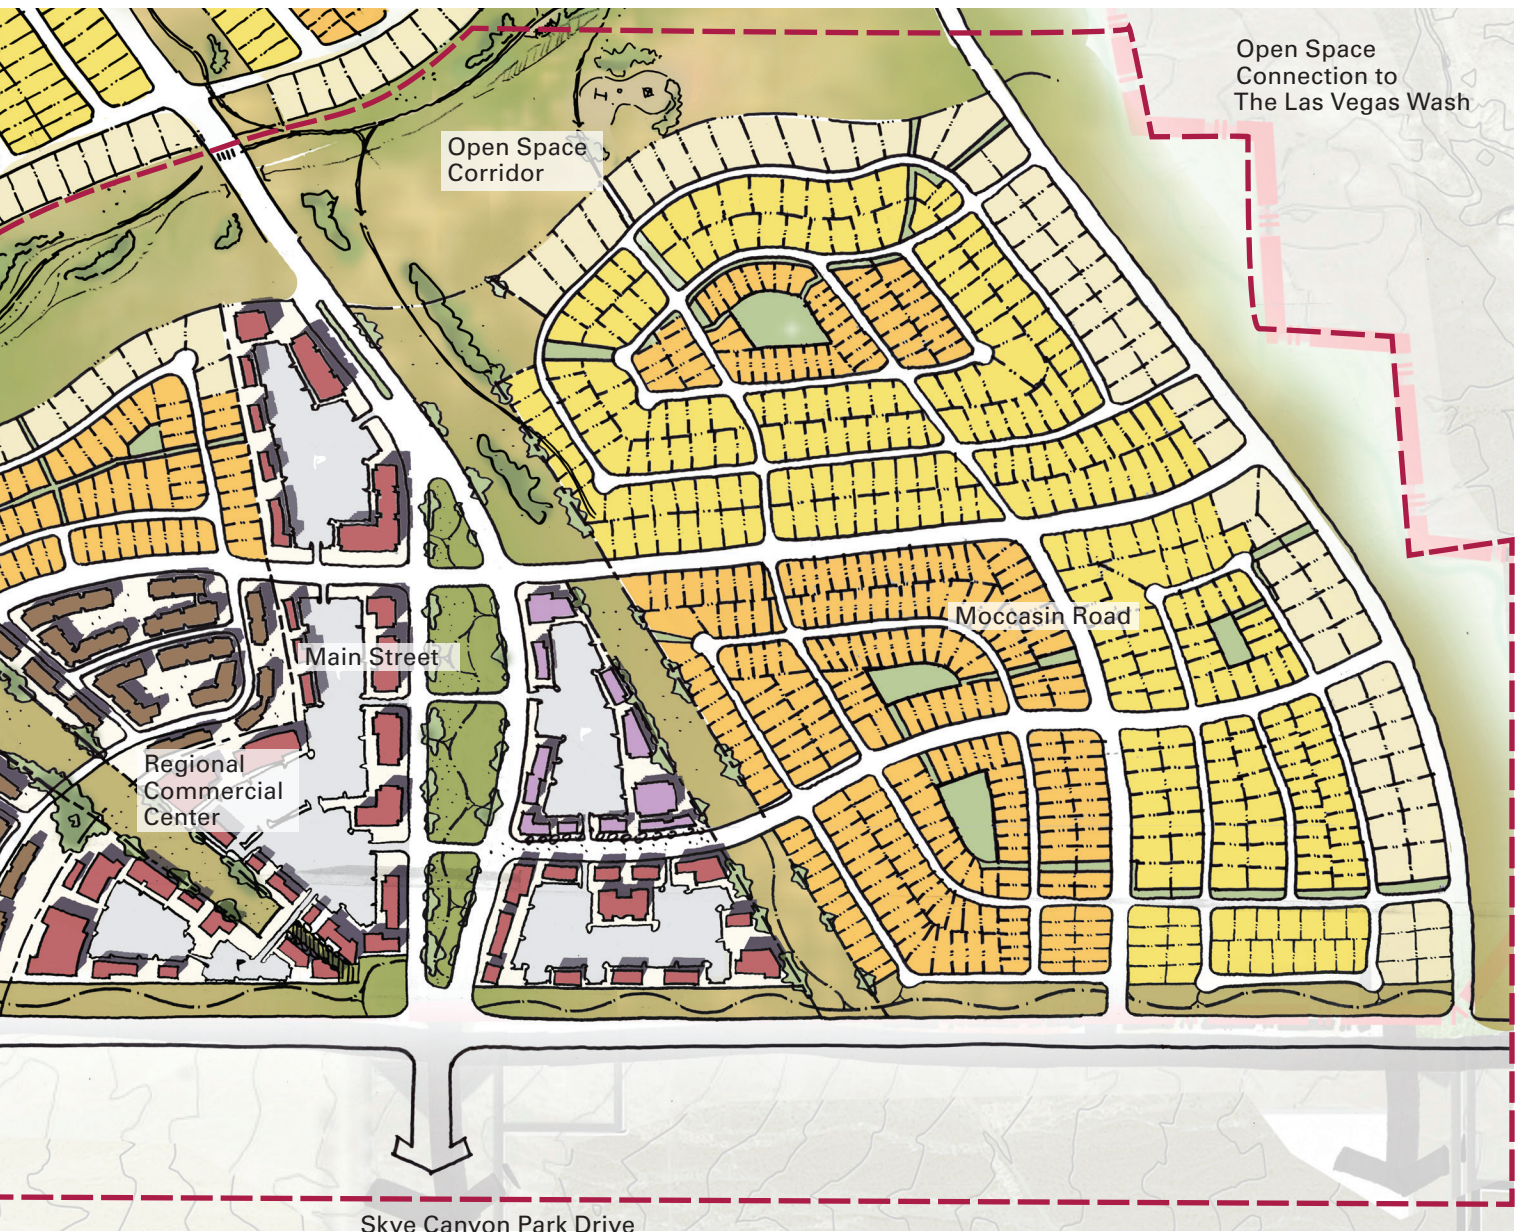 Open Space
Connection to
The Las Vegas Wash
Open Space
Corridor
Moccasin Road
Main Street
Regional
Commercial
Center
Skye Canyon Park Drive